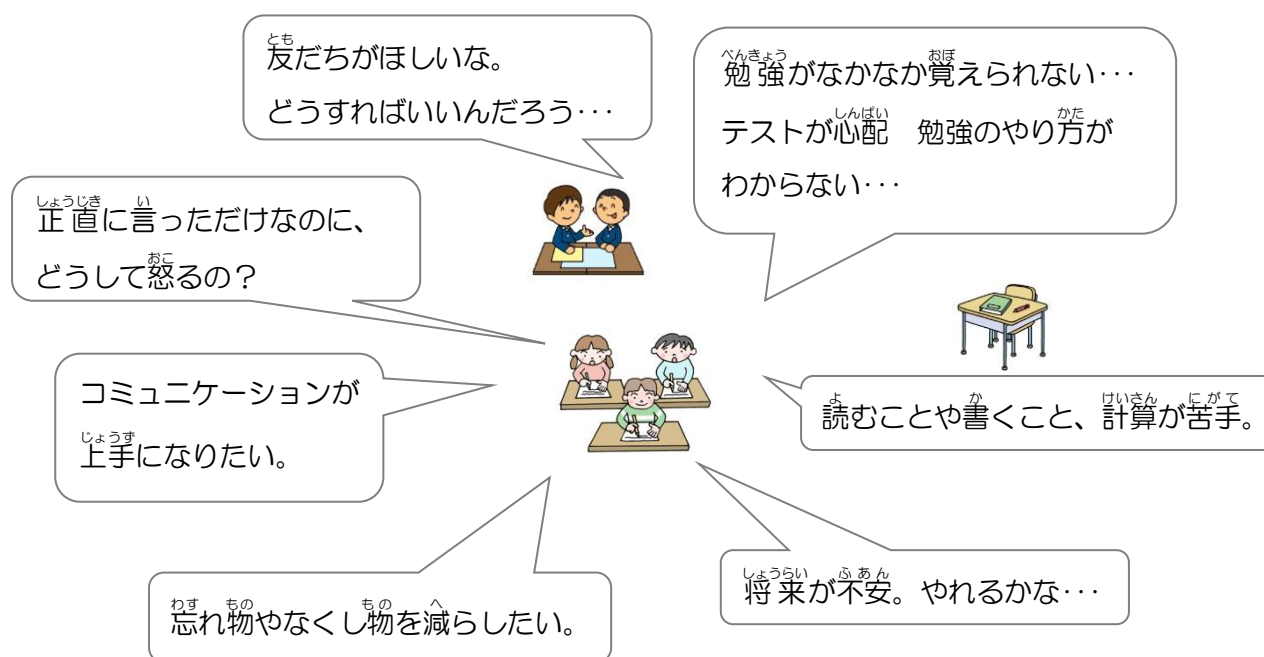 友だちがほしいな。
どうすればいいんだろう･･･
勉強がなかなか覚えられない･･･
テストが心配　勉強のやり方が
わからない･･･
正直に言っただけなのに、
どうして怒るの？
コミュニケーションが
上手になりたい。
読むことや書くこと、計算が苦手。
将来が不安。やれるかな･･･
忘れ物やなくし物を減らしたい。